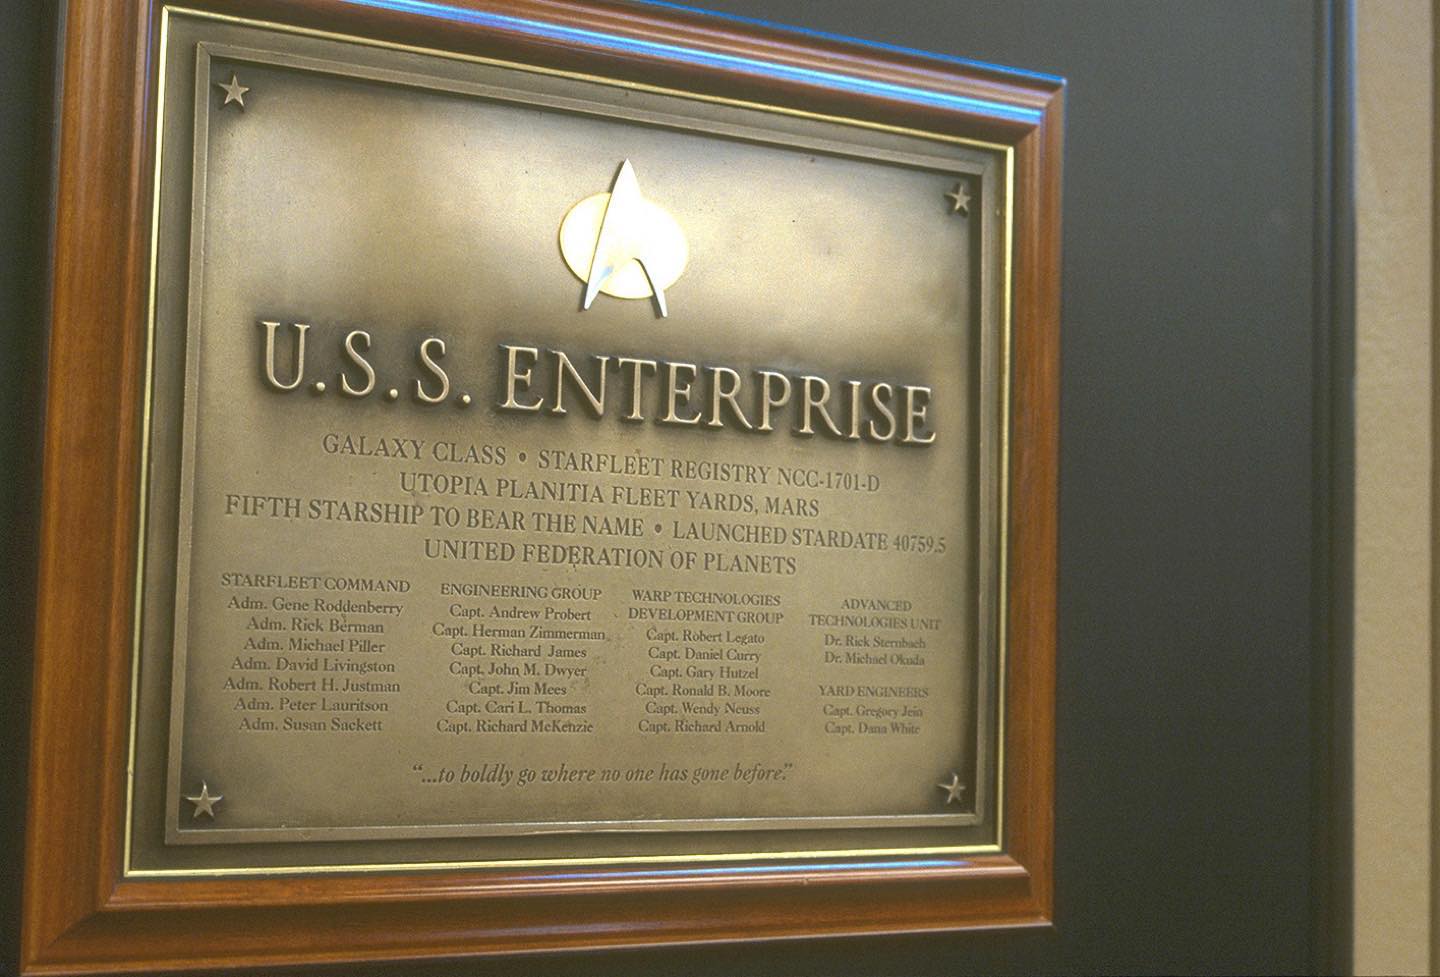 U.S.S. ENTERPRISE
GALAXY CLASS • STARFLEET REGISTRY NCC-1701-D
UTOPIA PLANITIA FLEET YARDS, MARS
FIFTH STARSHIP TO BEAR THE NAME • LAUNCHED STARDATE 40759.5
UNITED FEDERATION OF PLANETS
STARFLEET COMMAND
Adm. Gene Roddenberry
Adm. Rick Berman
Adm. Michael Piller
Adm. David Livingston
Adm. Robert H. Justman
Adm. Peter Lauritson
Adm. Susan Sackett
ENGINEERING GROUP
Capt. Andrew Probert
Capt. Herman Zimmerman
Capt. Richard James
Capt. John M. Dwyer
Capt. Jim Mees
Capt. Cari L. Thomas
Capt. Richard McKenzie
WARP TECHNOLOGIES
DEVELOPMENT GROUP
Capt. Robert Legato
Capt. Daniel Curry
Capt. Gary Hutzel
Capt. Ronald B. Moore
Capt. Wendy Neuss
Capt. Richard Arnold
ADVANCED
TECHNOLOGIES UNIT
Dr. Rick Sternbach
Dr. Michael Okuda
YARD ENGINEERS
Capt. Gregory Jein
Capt. Dana White
“...to boldly go where no one has gone before.”